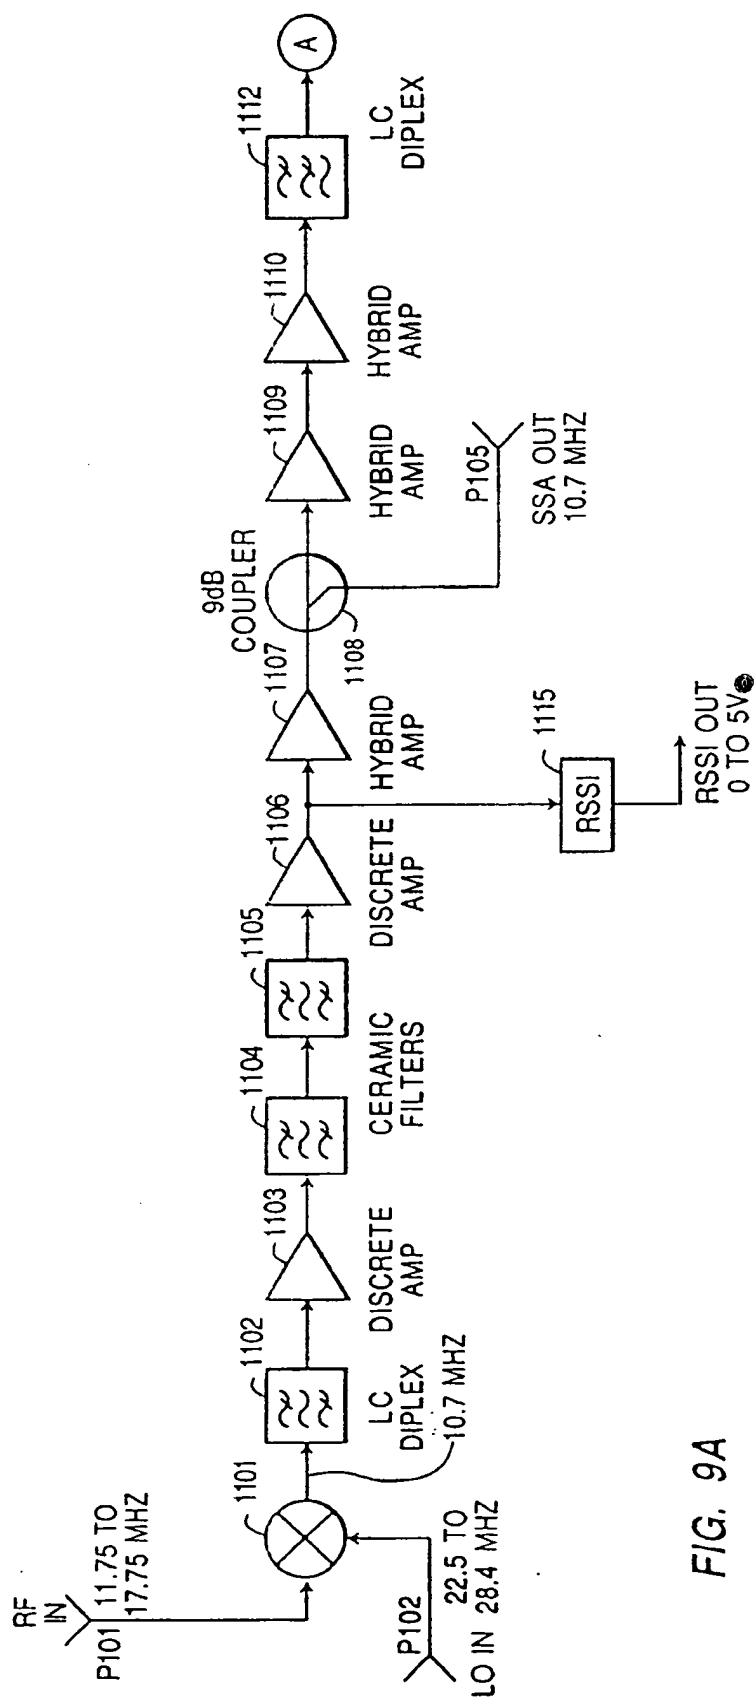 RF
IN
P101
11.75 TO
17.75 MHZ
P102
LO IN
22.5 TO
28.4 MHZ
1101
10.7 MHZ
1102
LC
DIPLEX
1103
DISCRETE
AMP
1104
1105
CERAMIC
FILTERS
1106
DISCRETE
AMP
1107
HYBRID
AMP
1115
RSSI
RSSI OUT
0 TO 5V
9dB
COUPLER
1108
P105
SSA OUT
10.7 MHZ
1109
HYBRID
AMP
1110
HYBRID
AMP
1112
LC
DIPLEX
A
FIG. 9A